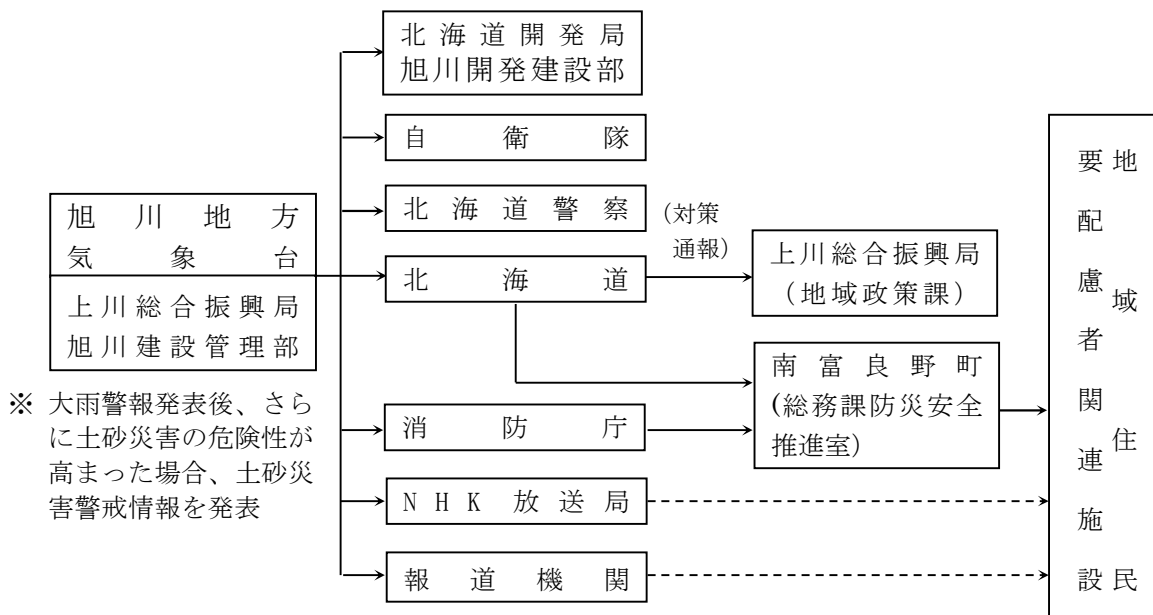 北海道開発局
旭川開発建設部
自衛隊
北海道警察
(対策
通報)
旭川地方
気象台
上川総合振興局
旭川建設管理部
北海道
上川総合振興局
(地域政策課)
南富良野町
(総務課防災安全
推進室)
※ 大雨警報発表後、さら
に土砂災害の危険性が
高まった場合、土砂災
害警戒情報を発表
消防庁
NHK放送局
報道機関
地域住民
要配慮者関連施設